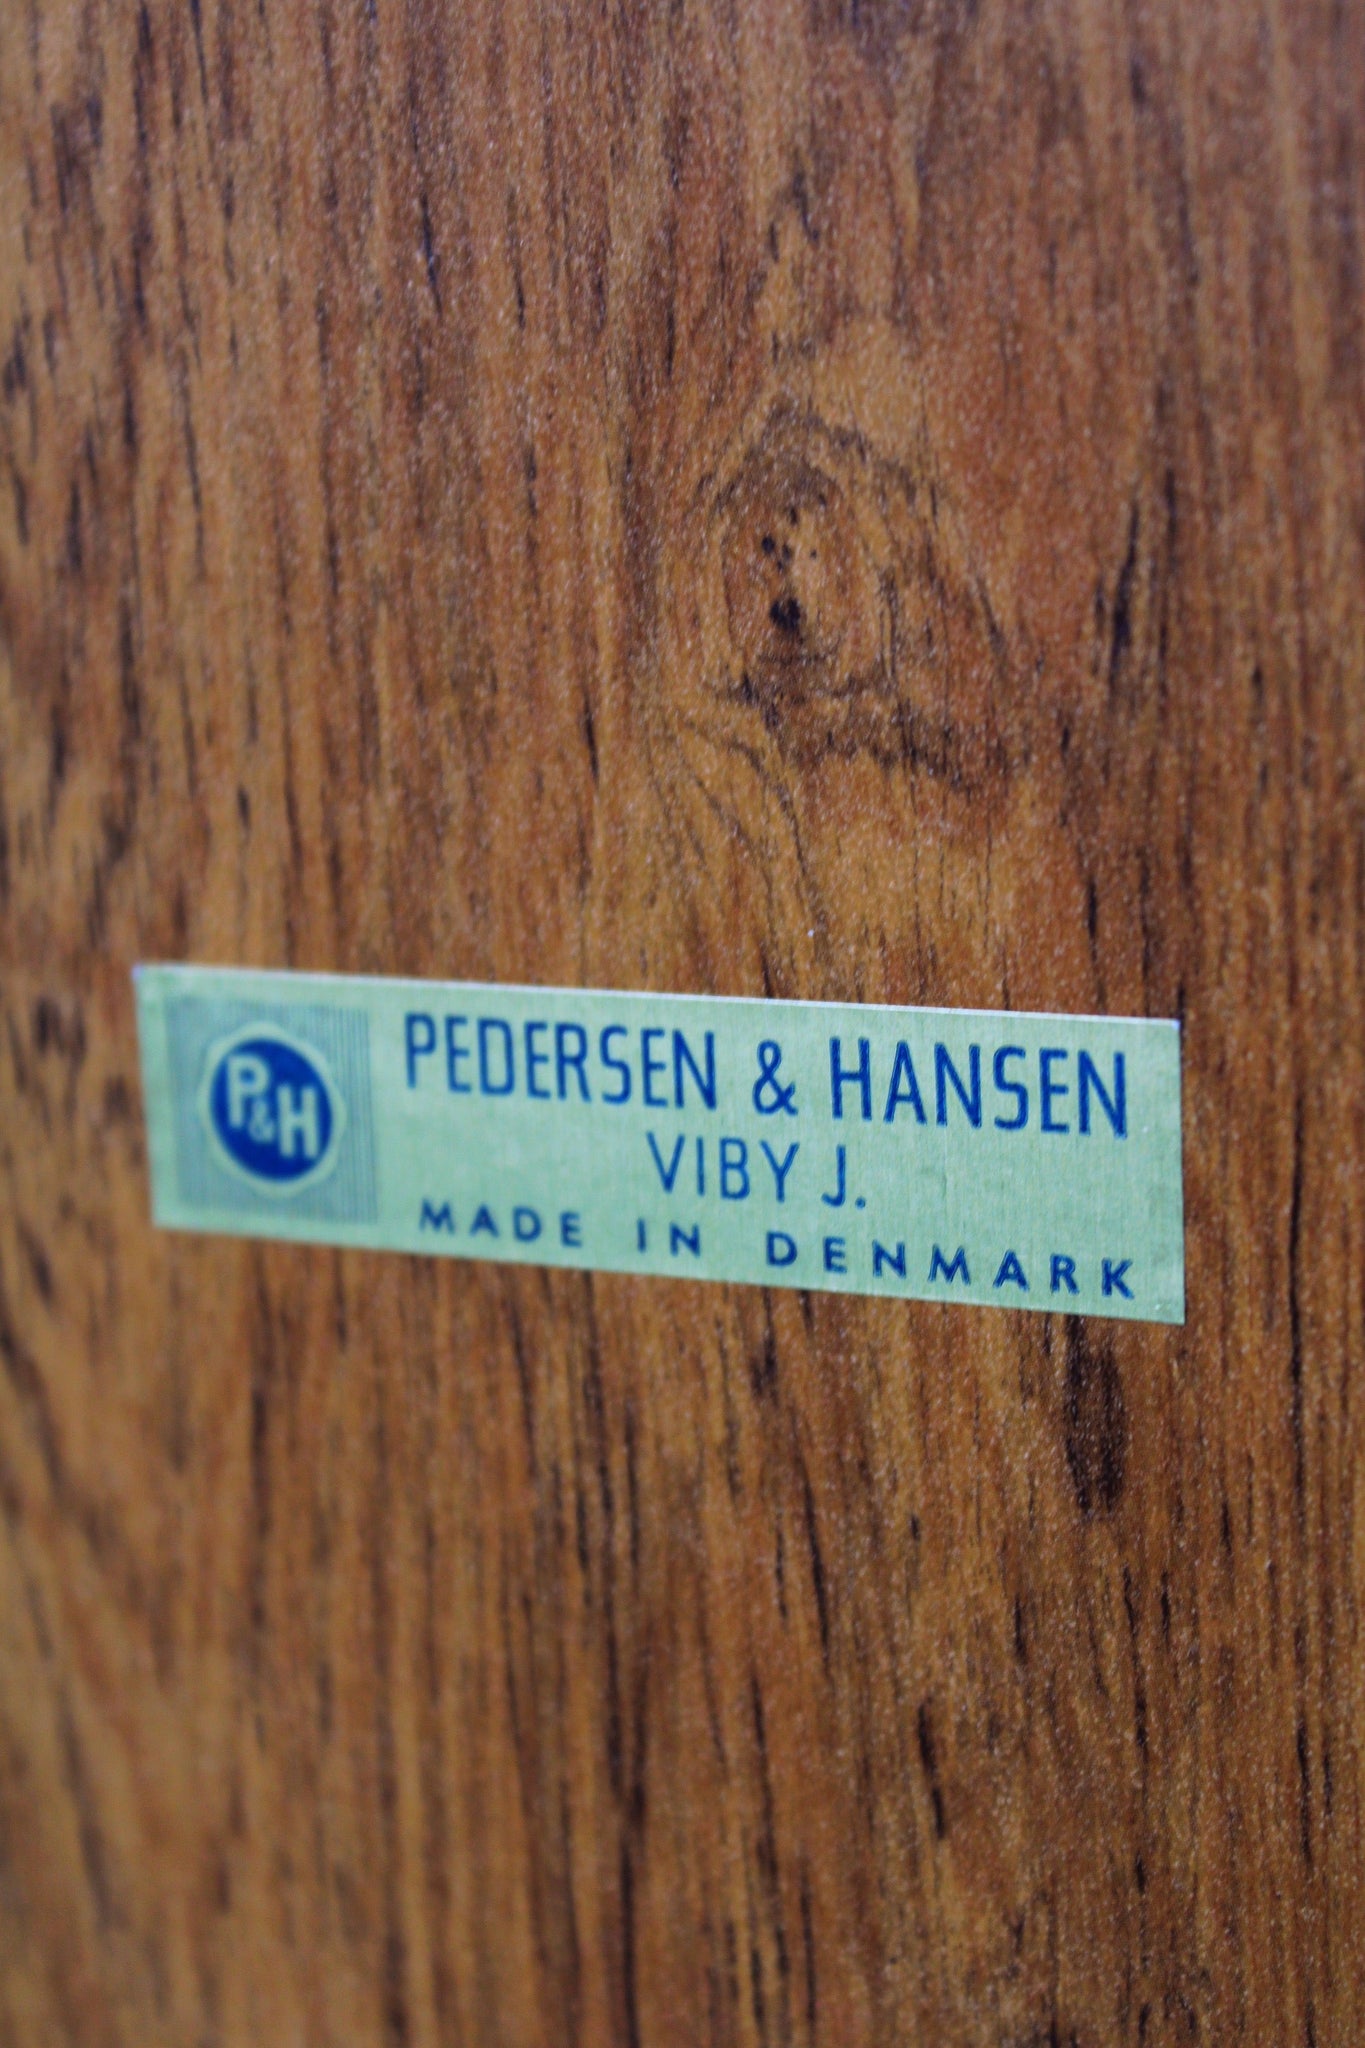 P&H
PEDERSEN & HANSEN
VIBY J.
MADE IN DENMARK